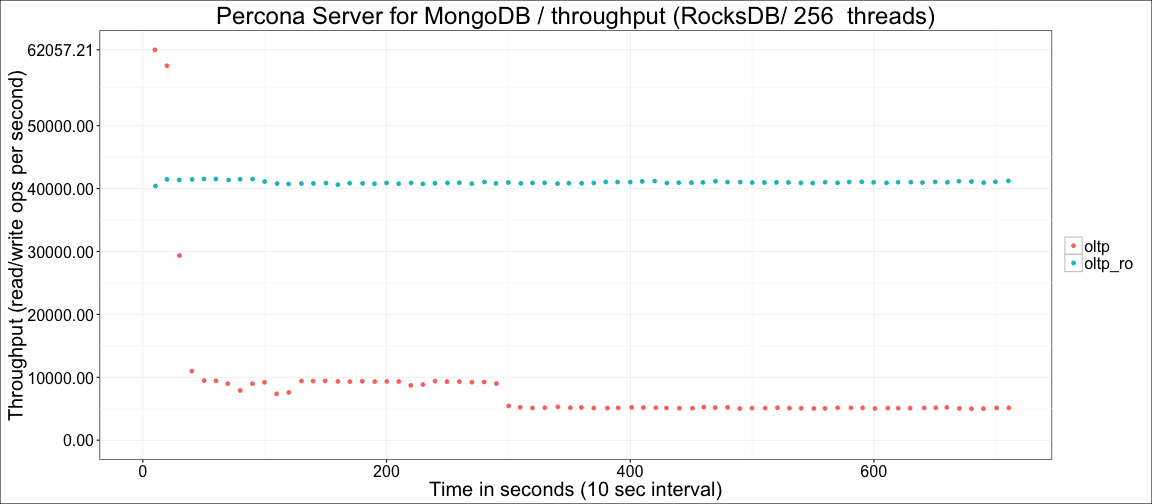 Percona Server for MongoDB / throughput (RocksDB/ 256  threads)
Throughput (read/write ops per second)
62057.21
50000.00
40000.00
30000.00
20000.00
10000.00
0.00
0
200
400
600
Time in seconds (10 sec interval)
oltp
oltp_ro